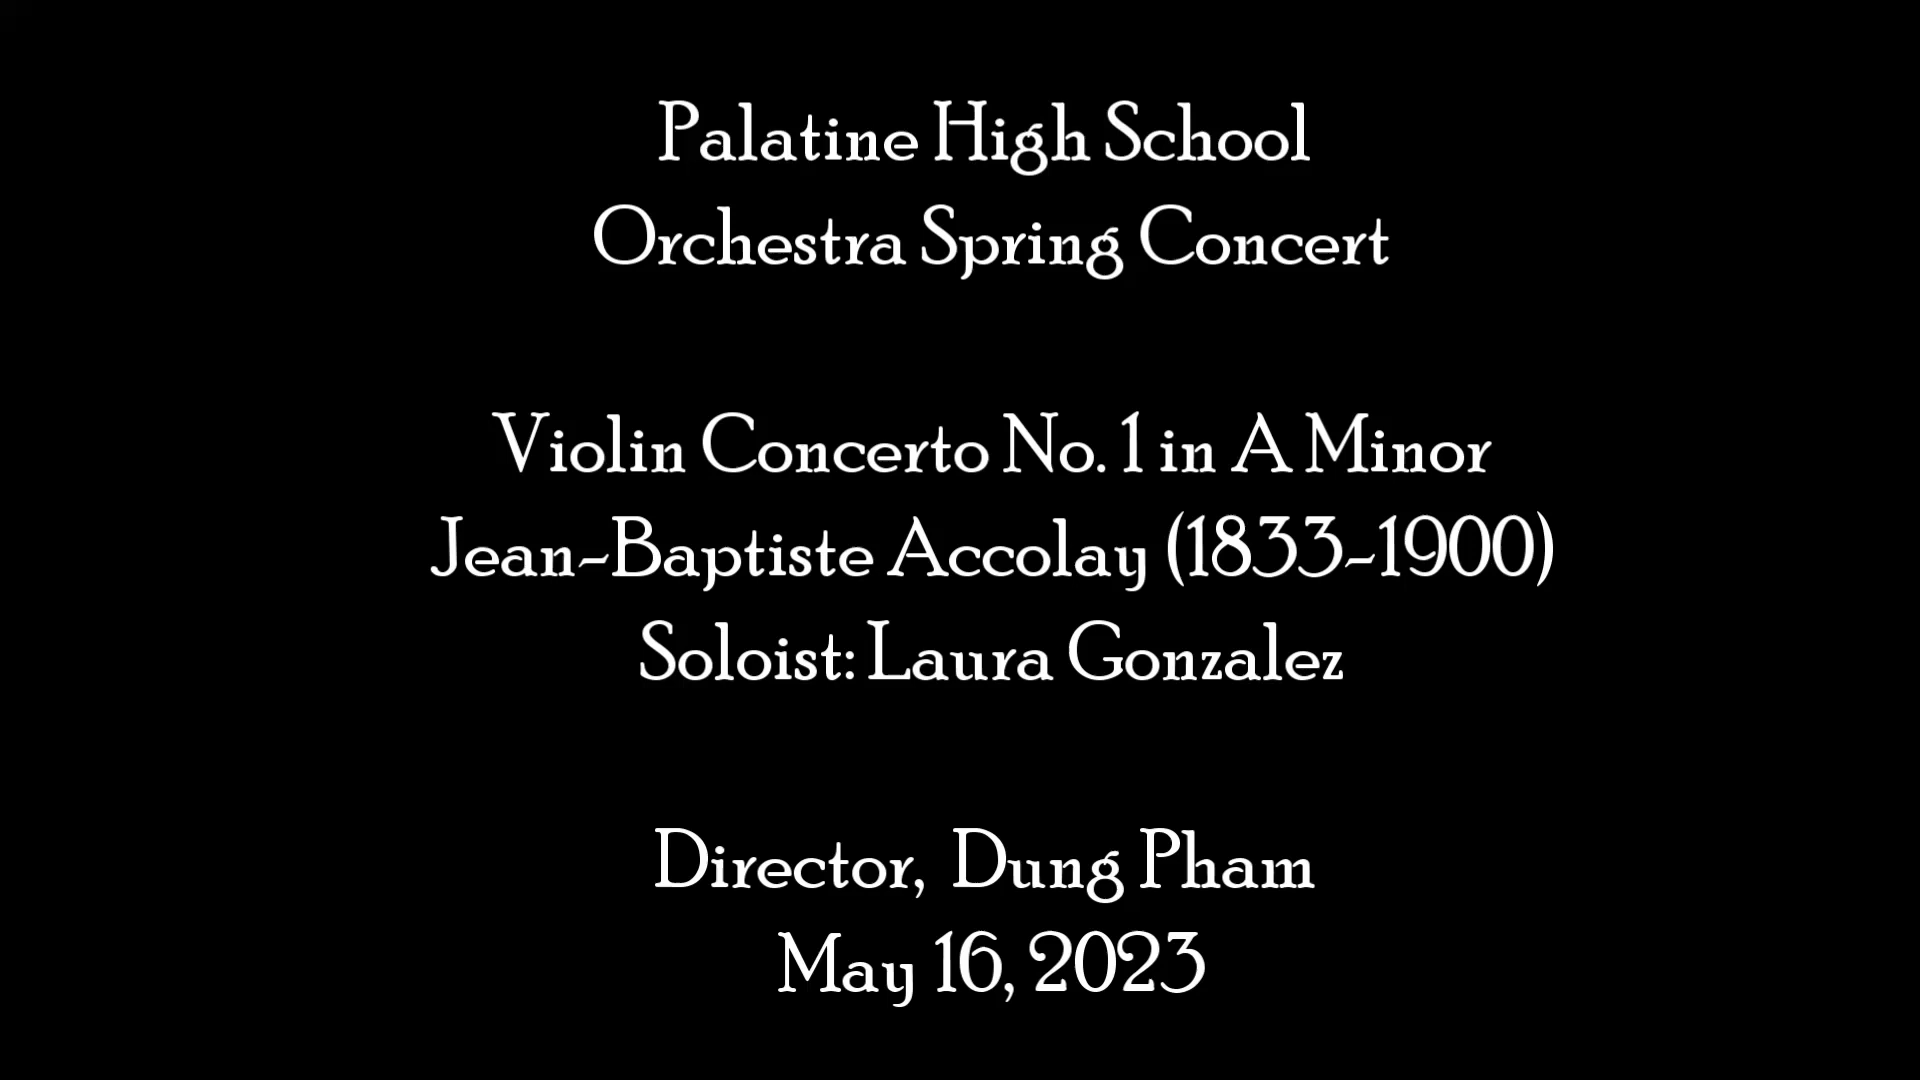 Palatine High School
Orchestra Spring Concert
Violin Concerto No. 1 in A Minor
Jean-Baptiste Accolay (1833-1900)
Soloist: Laura Gonzalez
Director, Dung Pham
May 16, 2023